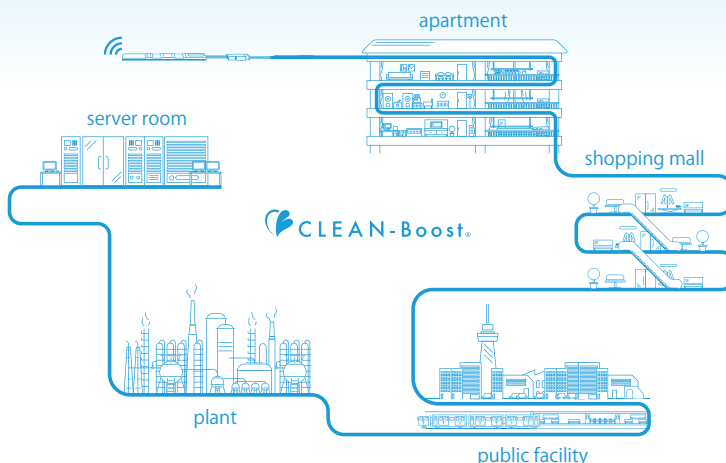 apartment
server room
shopping mall
CLEAN-Boost®
plant
public facility